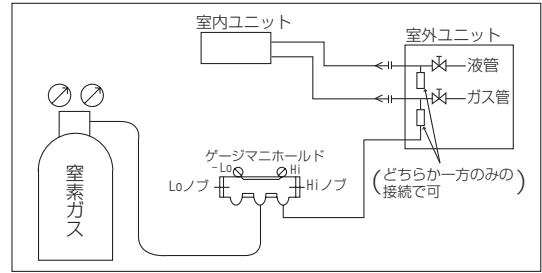 室内ユニット
室外ユニット
液管
ガス管
ゲージマニホールド
-Lo
Hi
Loノブ
Hiノブ
(どちらか一方のみの
接続で可)
窒素ガス